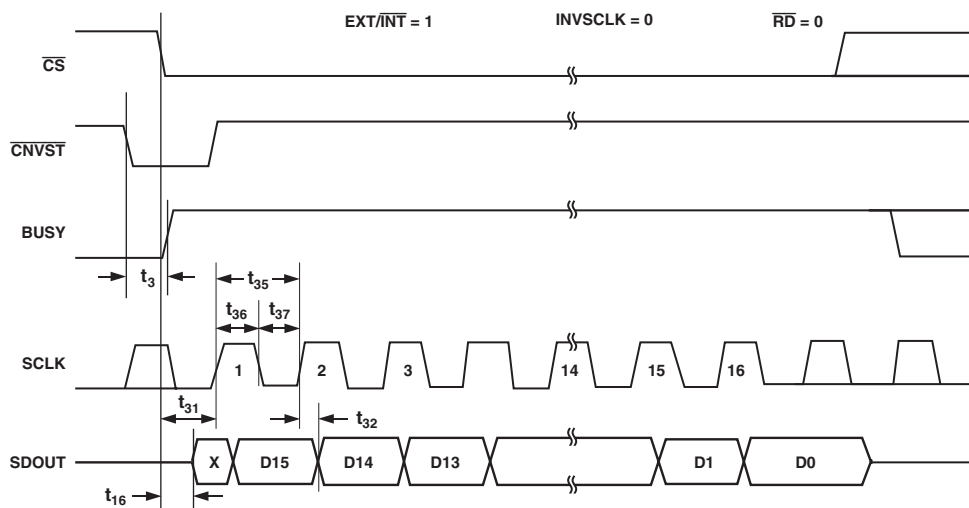 EXT/INT = 1 INVSCLK = 0 RD = 0
CS
CNVST
BUSY
t3
t35
t36 t37
SCLK 1 2 3 14 15 16
t31
t32
SDOUT X D15 D14 D13 D1 D0
t16